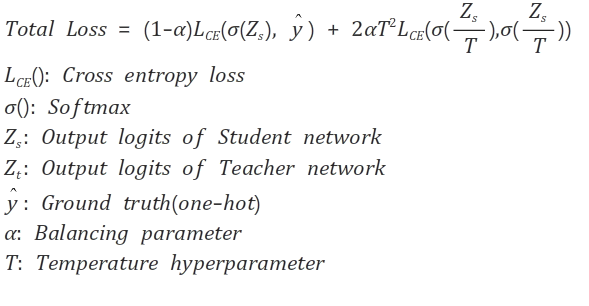 Total Loss = (1–α)L_CE(σ(Z_s), ŷ) + 2αT²L_CE(σ(Z_s/T),σ(Z_s/T))
L_CE(): Cross entropy loss
σ(): Softmax
Z_s: Output logits of Student network
Z_t: Output logits of Teacher network
ŷ: Ground truth(one–hot)
α: Balancing parameter
T: Temperature hyperparameter